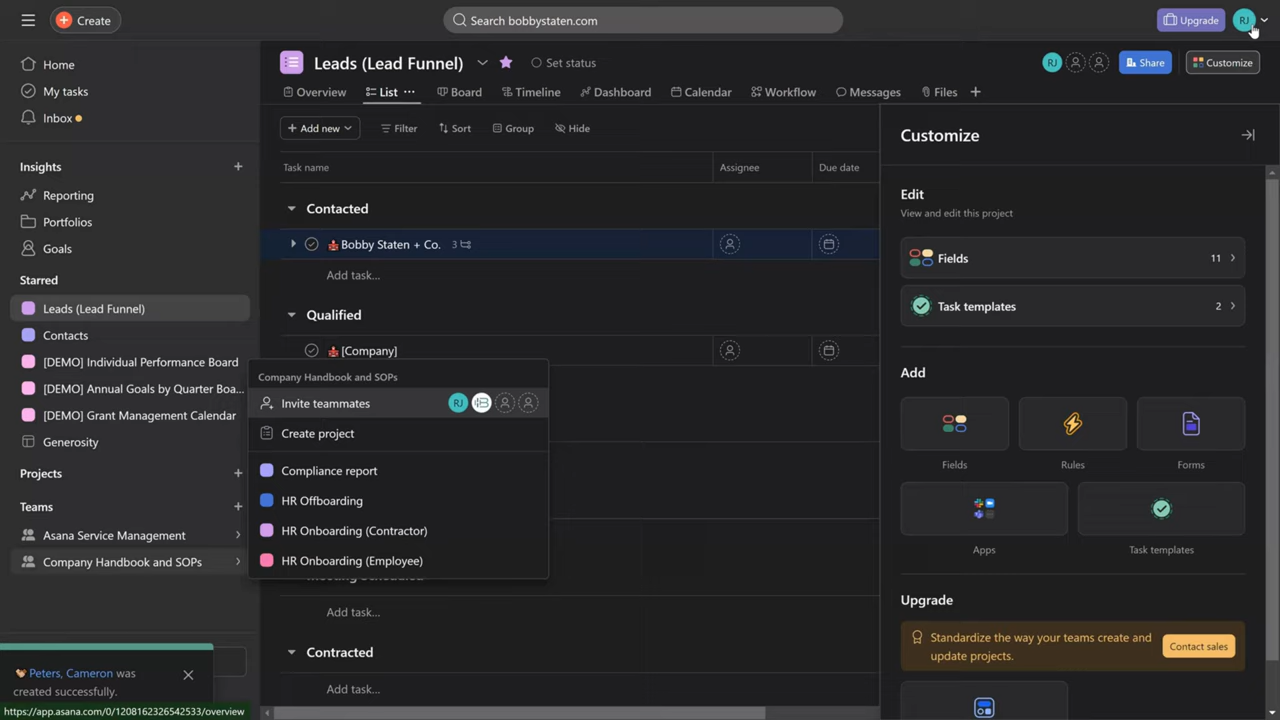 Create
Search bobbystaten.com
Upgrade
RJ
Home
My tasks
Inbox
Insights
Reporting
Portfolios
Goals
Starred
Leads (Lead Funnel)
Contacts
[DEMO] Individual Performance Board
[DEMO] Annual Goals by Quarter Boa...
[DEMO] Grant Management Calendar
Generosity
Projects
Teams
Asana Service Management
Company Handbook and SOPs
Peters, Cameron was
created successfully.
https://app.asana.com/0/1208162326542533/overview
Leads (Lead Funnel)
Set status
RJ
Share
Customize
Overview
List
Board
Timeline
Dashboard
Calendar
Workflow
Messages
Files
Add new
Filter
Sort
Group
Hide
Task name
Assignee
Due date
Contacted
Bobby Staten + Co.
3
Add task...
Qualified
[Company]
Company Handbook and SOPs
Invite teammates
RJ
Create project
Compliance report
HR Offboarding
HR Onboarding (Contractor)
HR Onboarding (Employee)
Meeting Scheduled
Add task...
Contracted
Add task...
Customize
Edit
View and edit this project
Fields
11
Task templates
2
Add
Fields
Rules
Forms
Apps
Task templates
Upgrade
Standardize the way your teams create and
update projects.
Contact sales